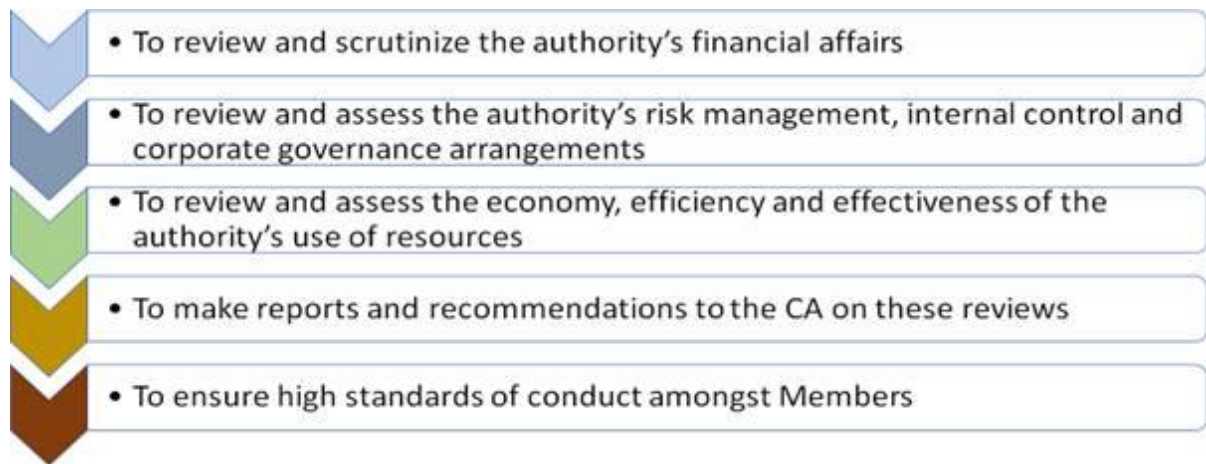 • To review and scrutinize the authority's financial affairs
• To review and assess the authority's risk management, internal control and
corporate governance arrangements
• To review and assess the economy, efficiency and effectiveness of the
authority's use of resources
• To make reports and recommendations to the CA on these reviews
• To ensure high standards of conduct amongst Members